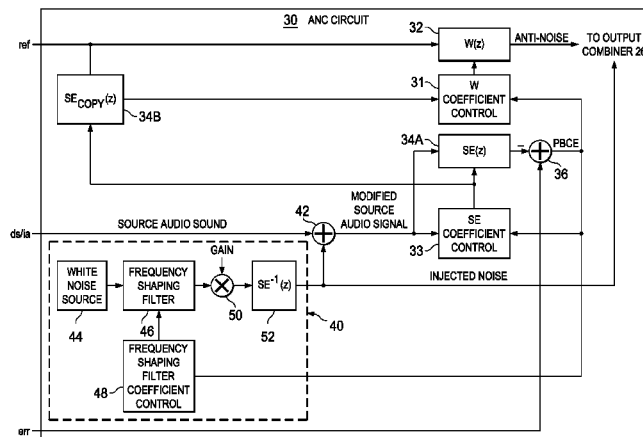 30 ANC CIRCUIT
ref
32
W(z)
ANTI-NOISE
TO OUTPUT
COMBINER 26
31
W
COEFFICIENT
CONTROL
SECOPY(z)
34B
34A
SE(z)
−
PBCE
36
MODIFIED
SOURCE
AUDIO SIGNAL
42
ds/ia
SOURCE AUDIO SOUND
SE
COEFFICIENT
CONTROL
33
GAIN
INJECTED NOISE
WHITE
NOISE
SOURCE
44
FREQUENCY
SHAPING
FILTER
46
50
SE-1(z)
52
40
FREQUENCY
SHAPING
FILTER
COEFFICIENT
CONTROL
48
err